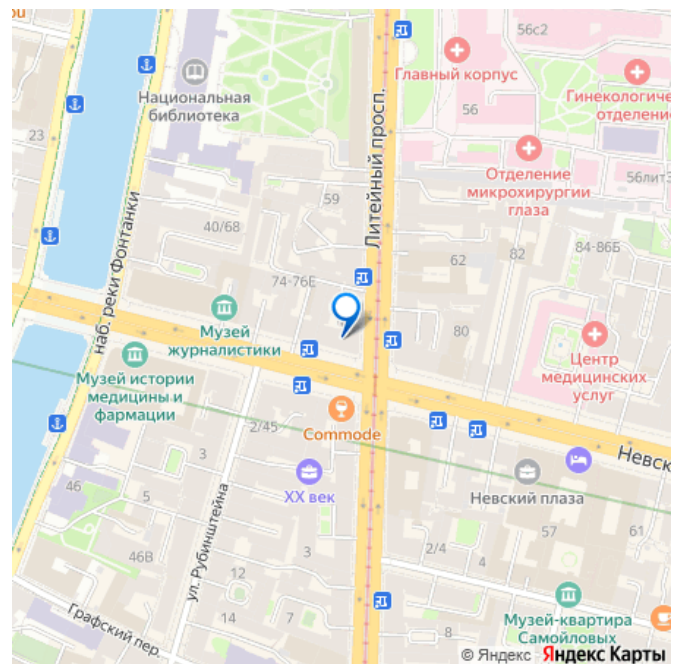 ou
56с2
Главный корпус
Национальная
библиотека
Гинекологиче
отделение
56
23
Литейный просп.
Отделение
микрохирургии
глаза
56лит
59
наб. реки Фонтанки
40/68
84-86Б
82
62
74-76Е
80
Музей
журналистики
Центр
медицинских
услуг
Музей истории
медицины и
фармации
2/45
Commode
Невск
3
46
5
XX век
Невский плаза
ул. Рубинштейна
57
61
46В
3
2/4
4
12
Графский пер.
14
7
8
Музей-квартира
Самойловых
© Яндекс Яндекс Карты